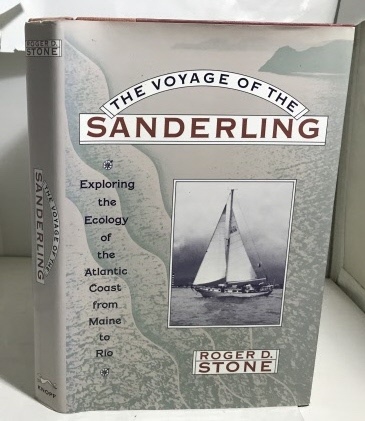 THE VOYAGE OF THE
SANDERLING
Exploring
the
Ecology
of
the
Atlantic
Coast
from
Maine
to
Rio
ROGER D.
STONE
ROGER D.
STONE
THE VOYAGE OF THE
SANDERLING
KNOPF